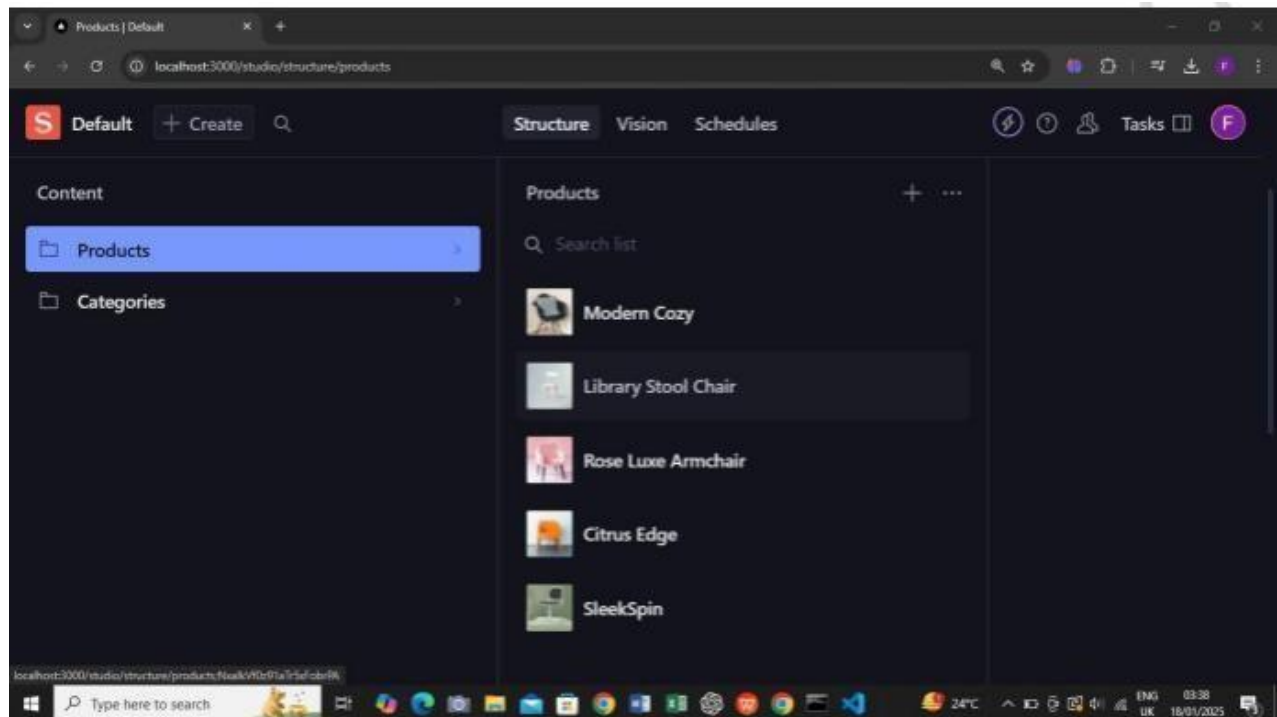 Products | Default
localhost:3000/studio/structure/products
S Default + Create Structure Vision Schedules Tasks F
Content
Products
Categories
Products
Search list
Modern Cozy
Library Stool Chair
Rose Luxe Armchair
Citrus Edge
SleekSpin
Type here to search
24°C
ENG
UK
03:38
18/01/2025